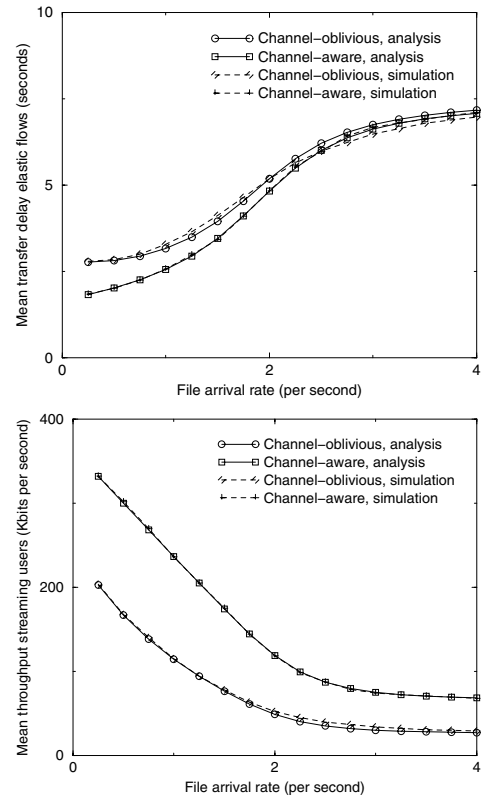 10
Channel−oblivious, analysis
Channel−aware, analysis
Channel−oblivious, simulation
Channel−aware, simulation
Mean transfer delay elastic flows (seconds)
5
0
0 2 4
File arrival rate (per second)
400
Channel−oblivious, analysis
Channel−aware, analysis
Channel−oblivious, simulation
Channel−aware, simulation
Mean throughput streaming users (Kbits per second)
200
0
0 2 4
File arrival rate (per second)